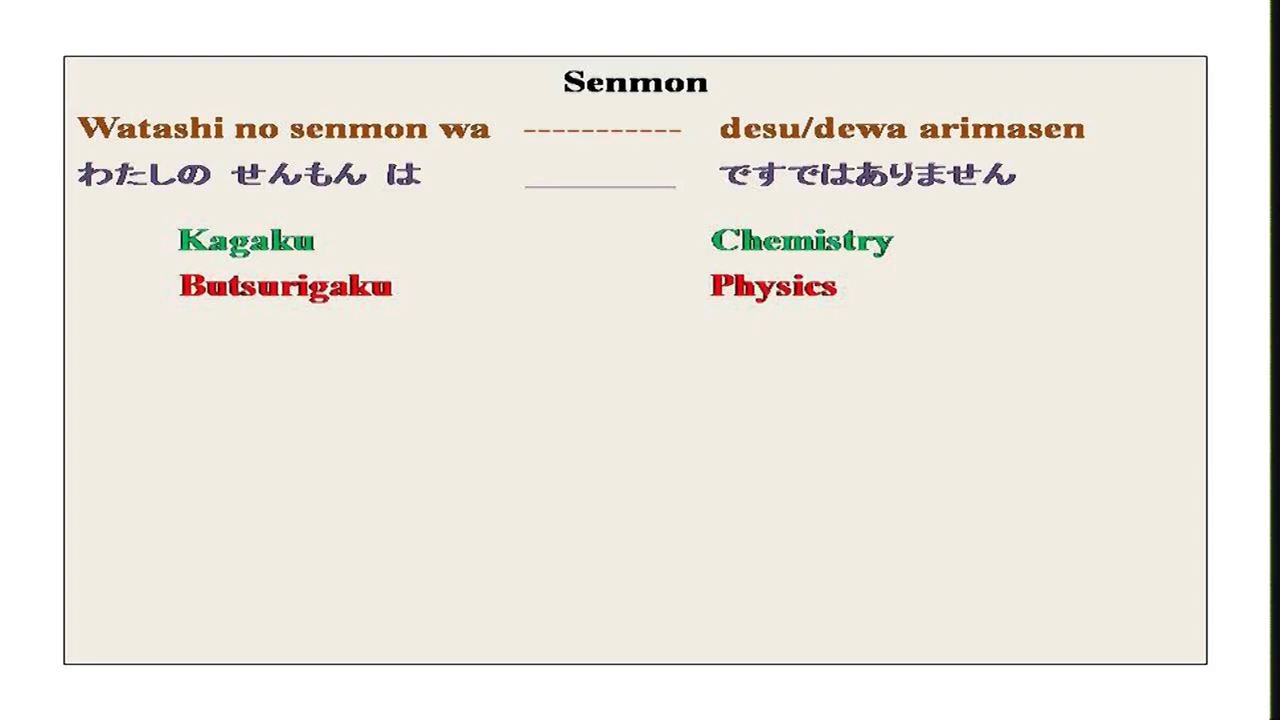 Senmon
Watashi no senmon wa ----------- desu/dewa arimasen
わたしの せんもん は __________ ですではありません
Kagaku Chemistry
Butsurigaku Physics